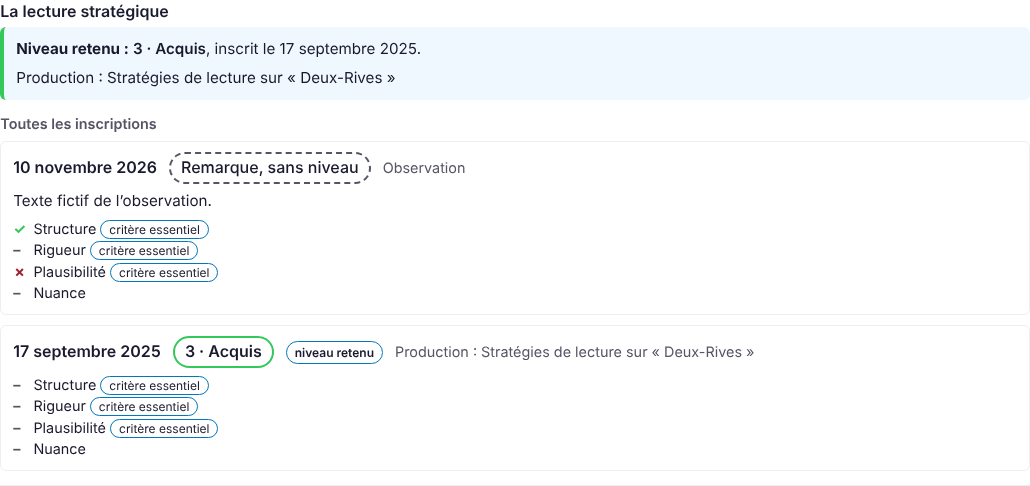 La lecture stratégique
Niveau retenu : 3 · Acquis, inscrit le 17 septembre 2025.
Production : Stratégies de lecture sur « Deux-Rives »
Toutes les inscriptions
10 novembre 2026 Remarque, sans niveau Observation
Texte fictif de l’observation.
✓ Structure critère essentiel
– Rigueur critère essentiel
× Plausibilité critère essentiel
– Nuance
17 septembre 2025 3 · Acquis niveau retenu Production : Stratégies de lecture sur « Deux-Rives »
– Structure critère essentiel
– Rigueur critère essentiel
– Plausibilité critère essentiel
– Nuance